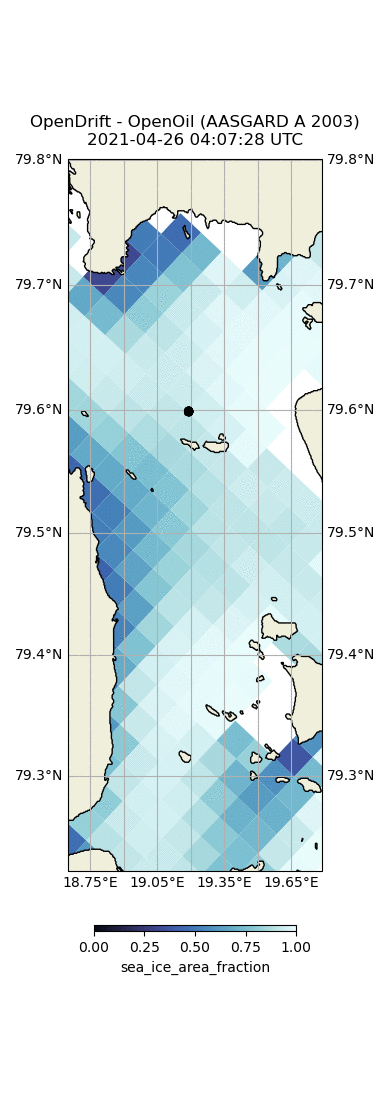 OpenDrift - OpenOil (AASGARD A 2003)
2021-04-26 04:07:28 UTC
79.8°N 79.8°N
79.7°N 79.7°N
79.6°N 79.6°N
79.5°N 79.5°N
79.4°N 79.4°N
79.3°N 79.3°N
18.75°E 19.05°E 19.35°E 19.65°E
0.00 0.25 0.50 0.75 1.00
sea_ice_area_fraction